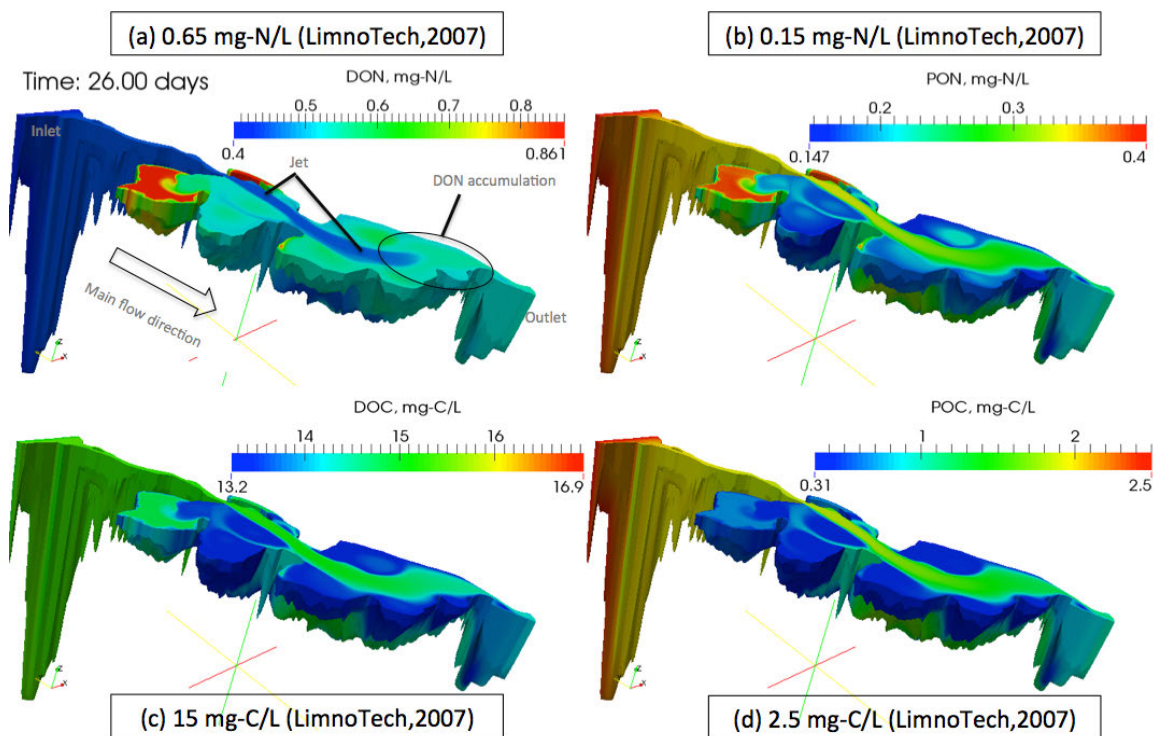 (a) 0.65 mg-N/L (LimnoTech,2007)
(b) 0.15 mg-N/L (LimnoTech,2007)
Time: 26.00 days
DON, mg-N/L
0.5 0.6 0.7 0.8
0.4 0.861
Inlet
Jet
DON accumulation
Main flow direction
Outlet
z
x
PON, mg-N/L
0.2 0.3
0.147 0.4
z
x
DOC, mg-C/L
14 15 16
13.2 16.9
z
x
POC, mg-C/L
1 2
0.31 2.5
z
x
(c) 15 mg-C/L (LimnoTech,2007)
(d) 2.5 mg-C/L (LimnoTech,2007)